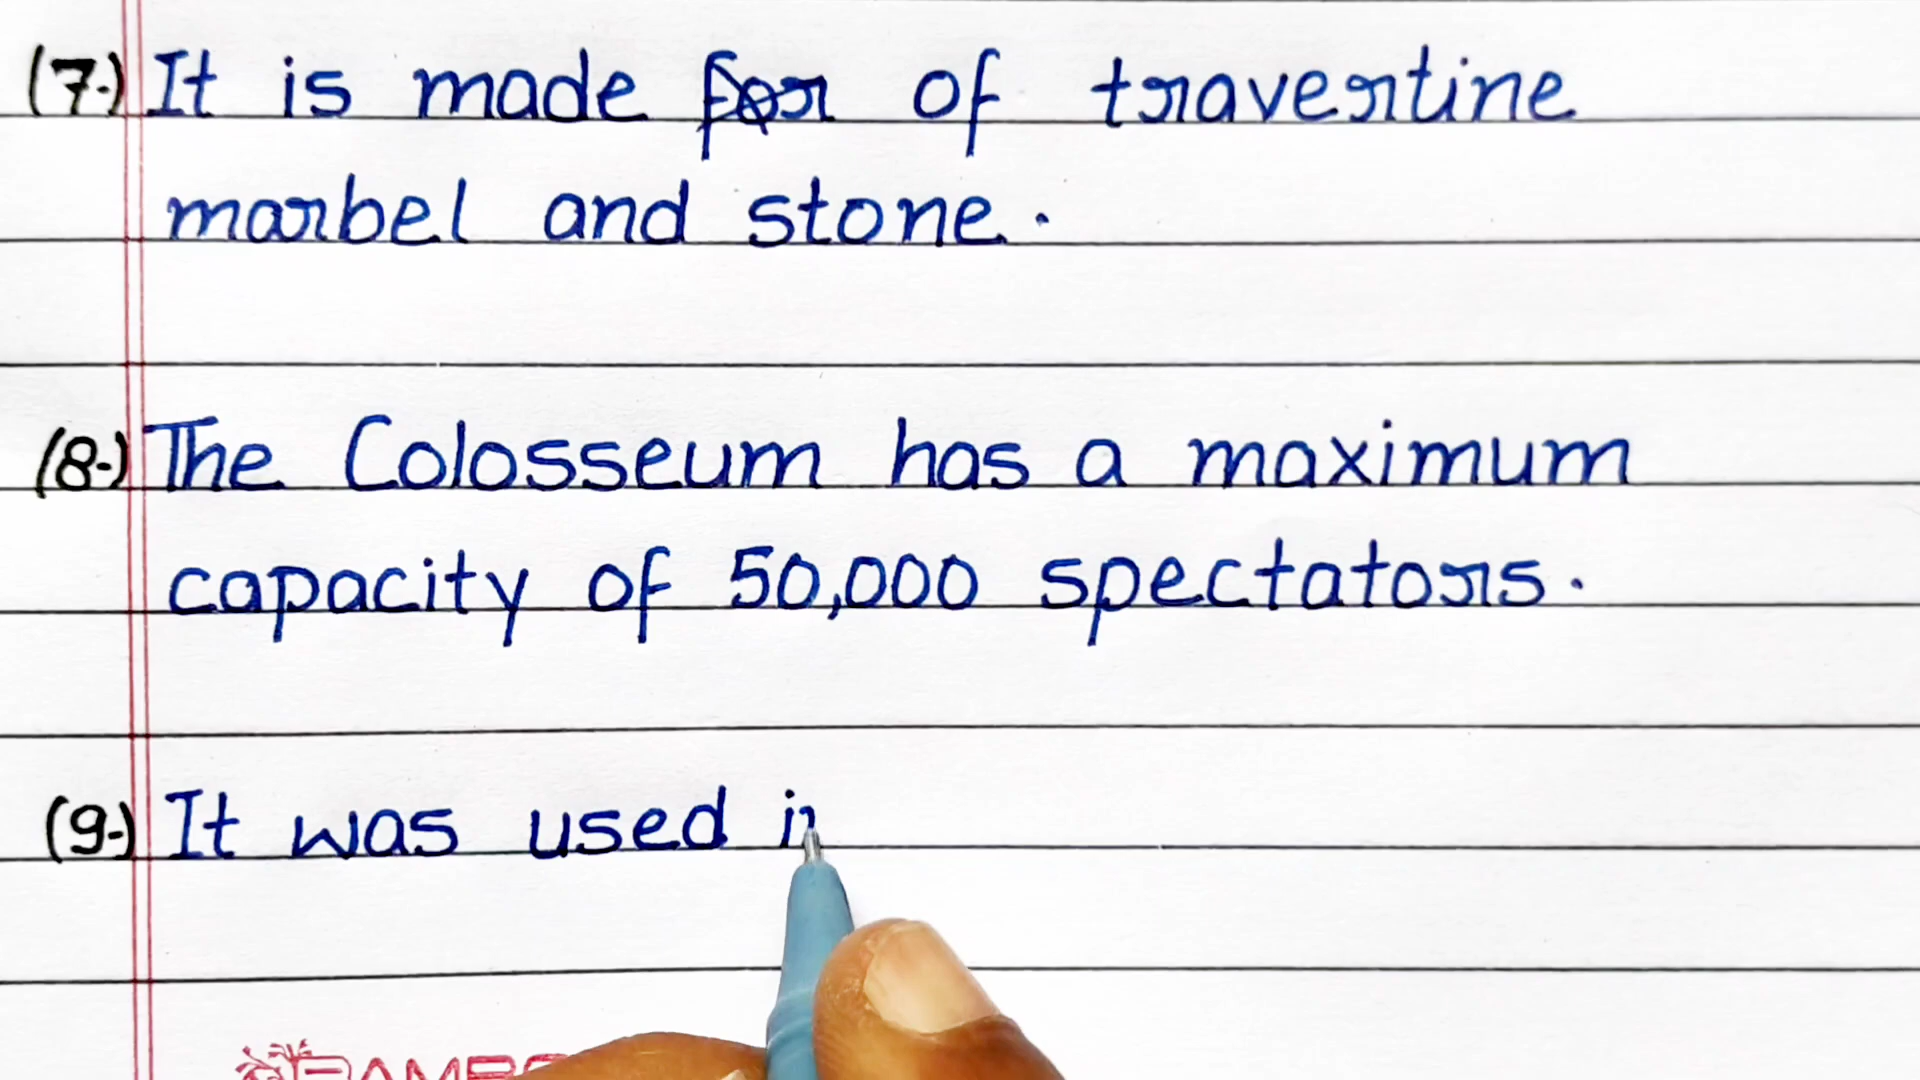 (7.) It is made for of travertine
marbel and stone.
(8.) The Colosseum has a maximum
capacity of 50,000 spectators.
(9.) It was used